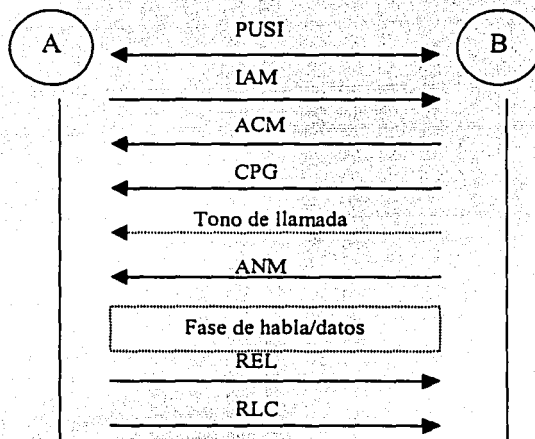 A
B
PUSI
IAM
ACM
CPG
Tono de llamada
ANM
Fase de habla/datos
REL
RLC